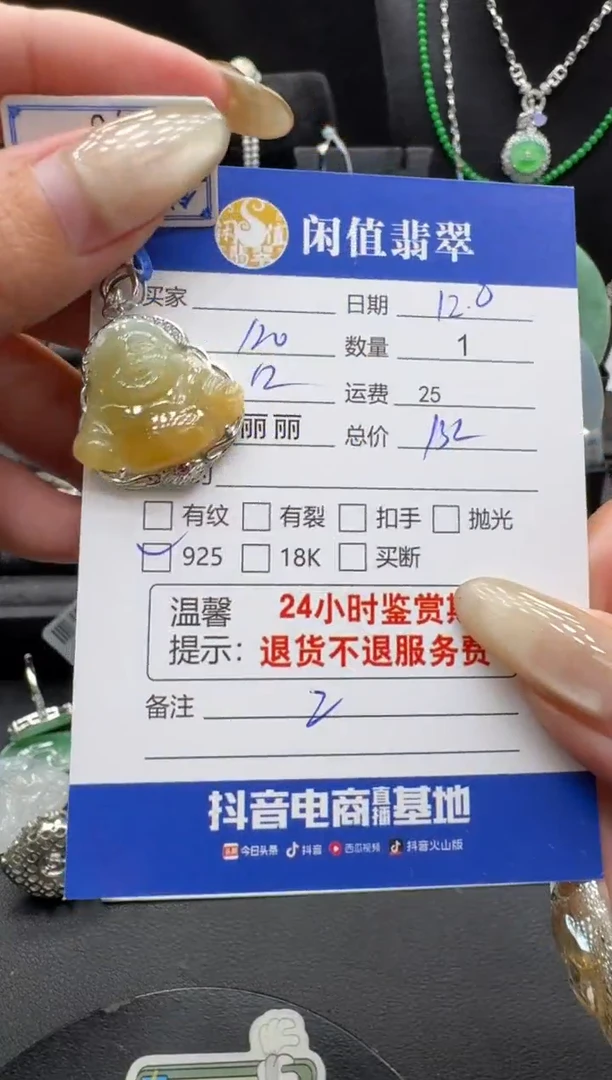 闲值翡翠
买家 日期 12.0
120 数量 1
12 运费 25
丽丽 总价 132
有纹 有裂 扣手 抛光
925 18K 买断
温馨 24小时鉴赏期
提示: 退货不退服务费
备注 2
抖音电商直播基地
今日头条 抖音 西瓜视频 抖音火山版